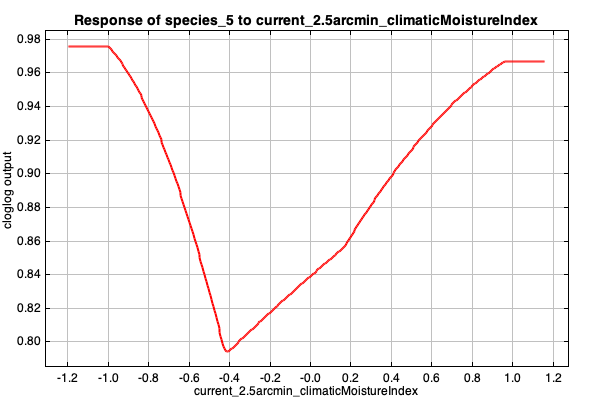 Response of species_5 to current_2.5arcmin_climaticMoistureIndex
0.98
0.96
0.94
0.92
0.90
0.88
0.86
0.84
0.82
0.80
cloglog output
-1.2 -1.0 -0.8 -0.6 -0.4 -0.2 -0.0 0.2 0.4 0.6 0.8 1.0 1.2
current_2.5arcmin_climaticMoistureIndex